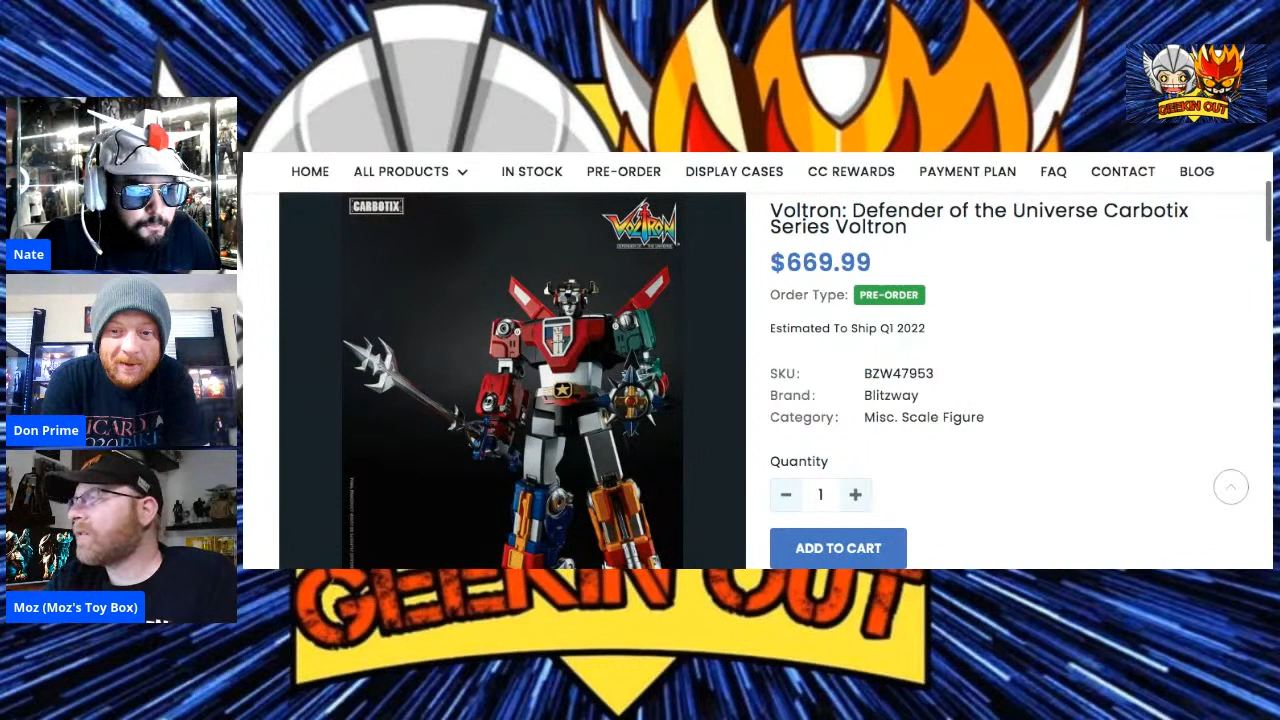 GEEKIN OUT
HOME ALL PRODUCTS IN STOCK PRE-ORDER DISPLAY CASES CC REWARDS PAYMENT PLAN FAQ CONTACT BLOG
Nate
Don Prime
Moz (Moz's Toy Box)
CARBOTIX
VOLTRON
Voltron: Defender of the Universe Carbotix
Series Voltron
$669.99
Order Type: PRE-ORDER
Estimated To Ship Q1 2022
SKU: BZW47953
Brand: Blitzway
Category: Misc. Scale Figure
Quantity
− 1 +
ADD TO CART
GEEKIN OUT